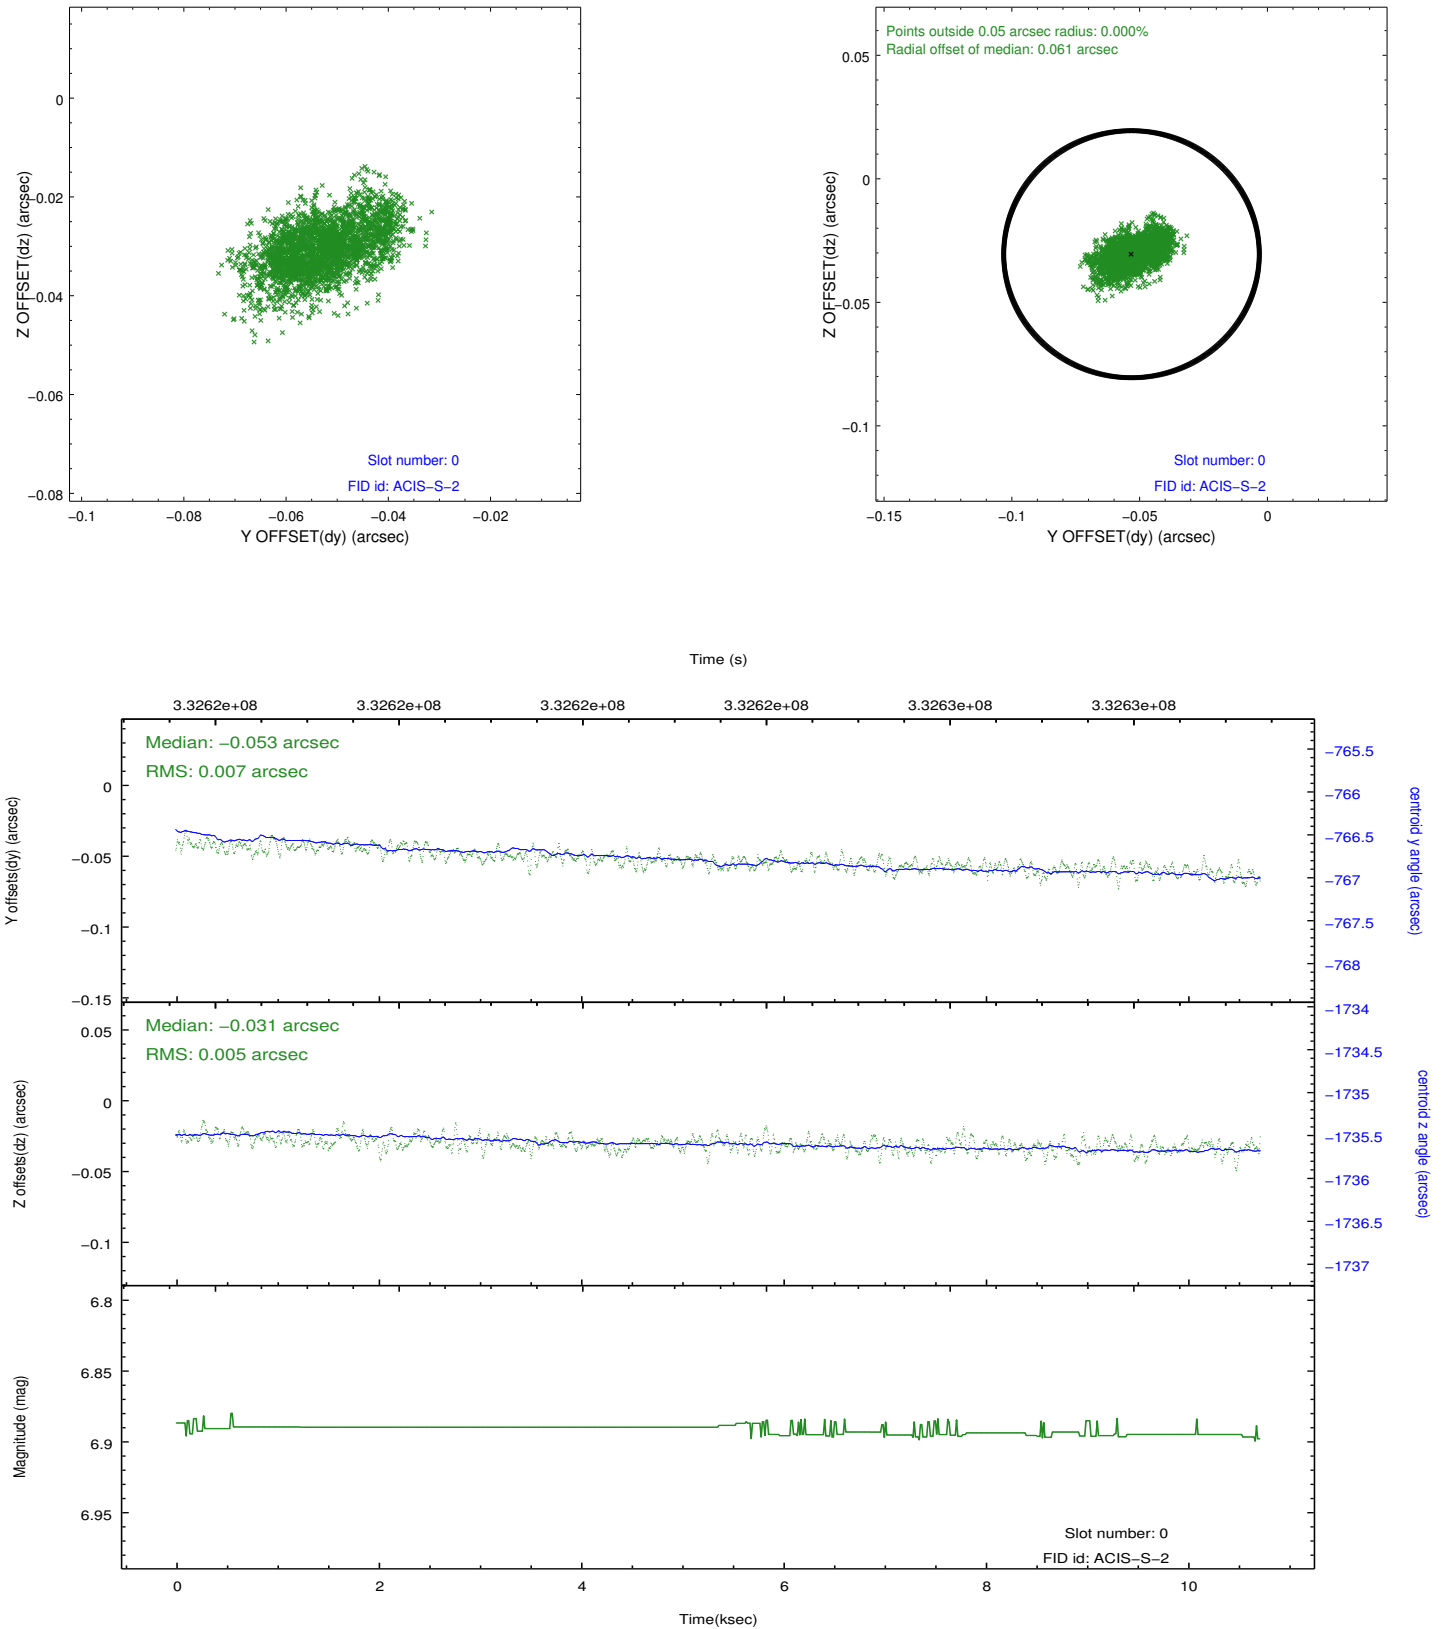 0
−0.02
−0.04
−0.06
−0.08
Z OFFSET(dz) (arcsec)
Slot number: 0
FID id: ACIS−S−2
−0.1
−0.08
−0.06
−0.04
−0.02
Y OFFSET(dy) (arcsec)
Points outside 0.05 arcsec radius: 0.000%
Radial offset of median: 0.061 arcsec
0.05
0
−0.05
−0.1
Z OFFSET(dz) (arcsec)
Slot number: 0
FID id: ACIS−S−2
−0.15
−0.1
−0.05
0
Y OFFSET(dy) (arcsec)
Time (s)
3.3262e+08
3.3262e+08
3.3262e+08
3.3262e+08
3.3263e+08
3.3263e+08
Median: −0.053 arcsec
RMS: 0.007 arcsec
0
−0.05
−0.1
−0.15
Y offsets(dy) (arcsec)
−765.5
−766
−766.5
−767
−767.5
−768
centroid y angle (arcsec)
Median: −0.031 arcsec
RMS: 0.005 arcsec
0.05
0
−0.05
−0.1
Z offsets(dz) (arcsec)
−1734
−1734.5
−1735
−1735.5
−1736
−1736.5
−1737
centroid z angle (arcsec)
6.8
6.85
6.9
6.95
Magnitude (mag)
Slot number: 0
FID id: ACIS−S−2
0
2
4
6
8
10
Time(ksec)